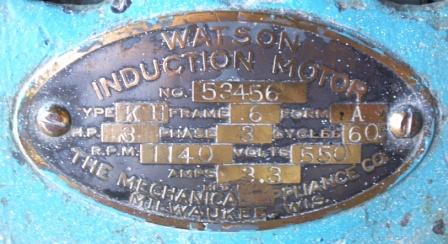 WATSON
INDUCTION MOTOR
NO. 53456
TYPE K FRAME 6 FORM A
H.P. 3 PHASE 3 CYCLES 60
R.P.M. 1140 VOLTS 550
AMPS 3.3
THE MECHANICAL APPLIANCE CO.
MILWAUKEE, WIS.